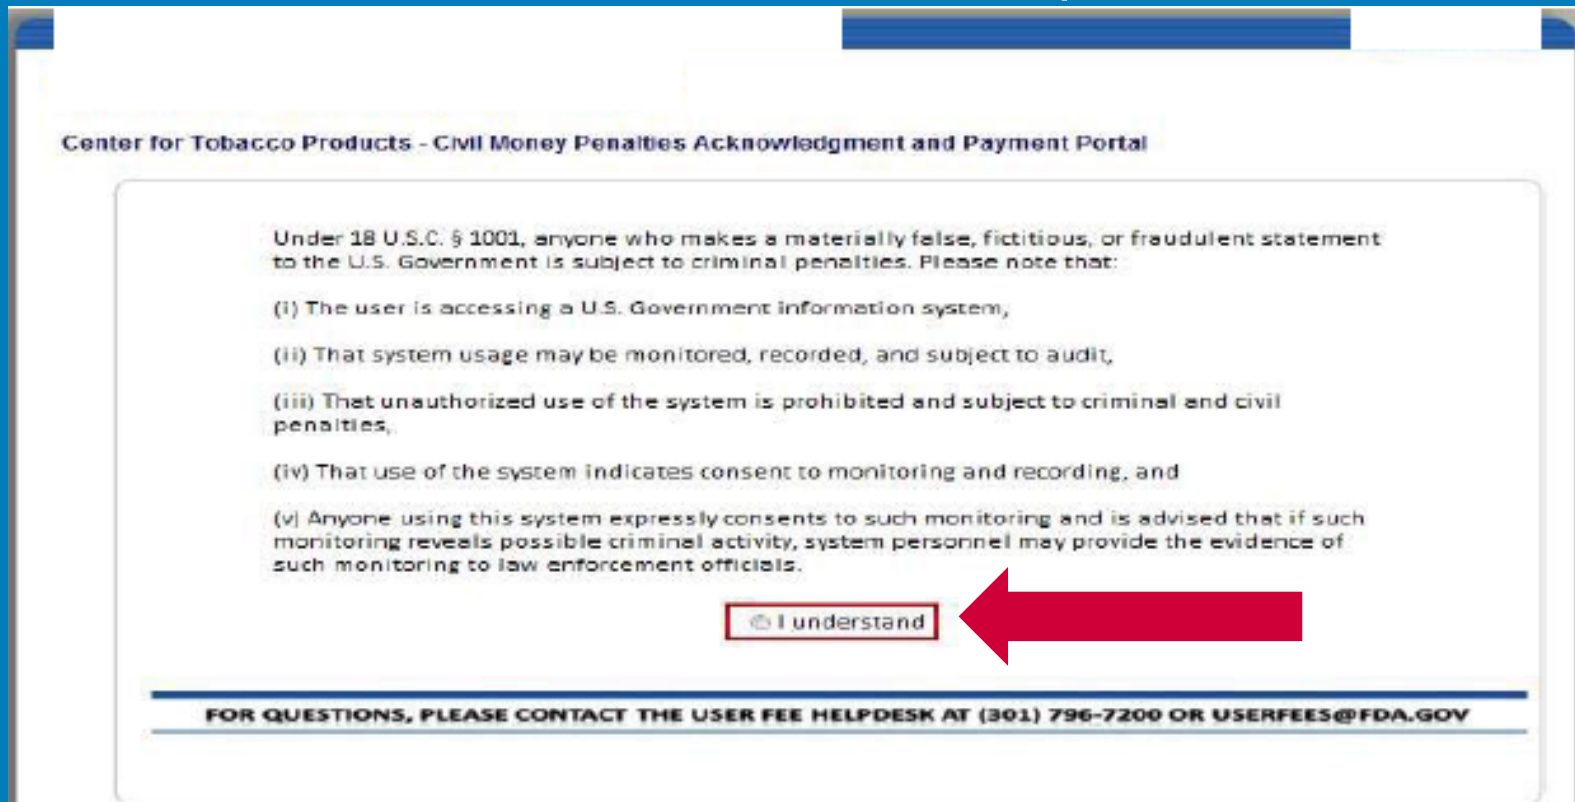 Center for Tobacco Products - Civil Money Penalties Acknowledgment and Payment Portal
Under 18 U.S.C. § 1001, anyone who makes a materially false, fictitious, or fraudulent statement
to the U.S. Government is subject to criminal penalties. Please note that:
(i) The user is accessing a U.S. Government information system,
(ii) That system usage may be monitored, recorded, and subject to audit,
(iii) That unauthorized use of the system is prohibited and subject to criminal and civil
penalties,
(iv) That use of the system indicates consent to monitoring and recording, and
(v) Anyone using this system expressly consents to such monitoring and is advised that if such
monitoring reveals possible criminal activity, system personnel may provide the evidence of
such monitoring to law enforcement officials.
I understand
FOR QUESTIONS, PLEASE CONTACT THE USER FEE HELPDESK AT (301) 796-7200 OR USERFEES@FDA.GOV